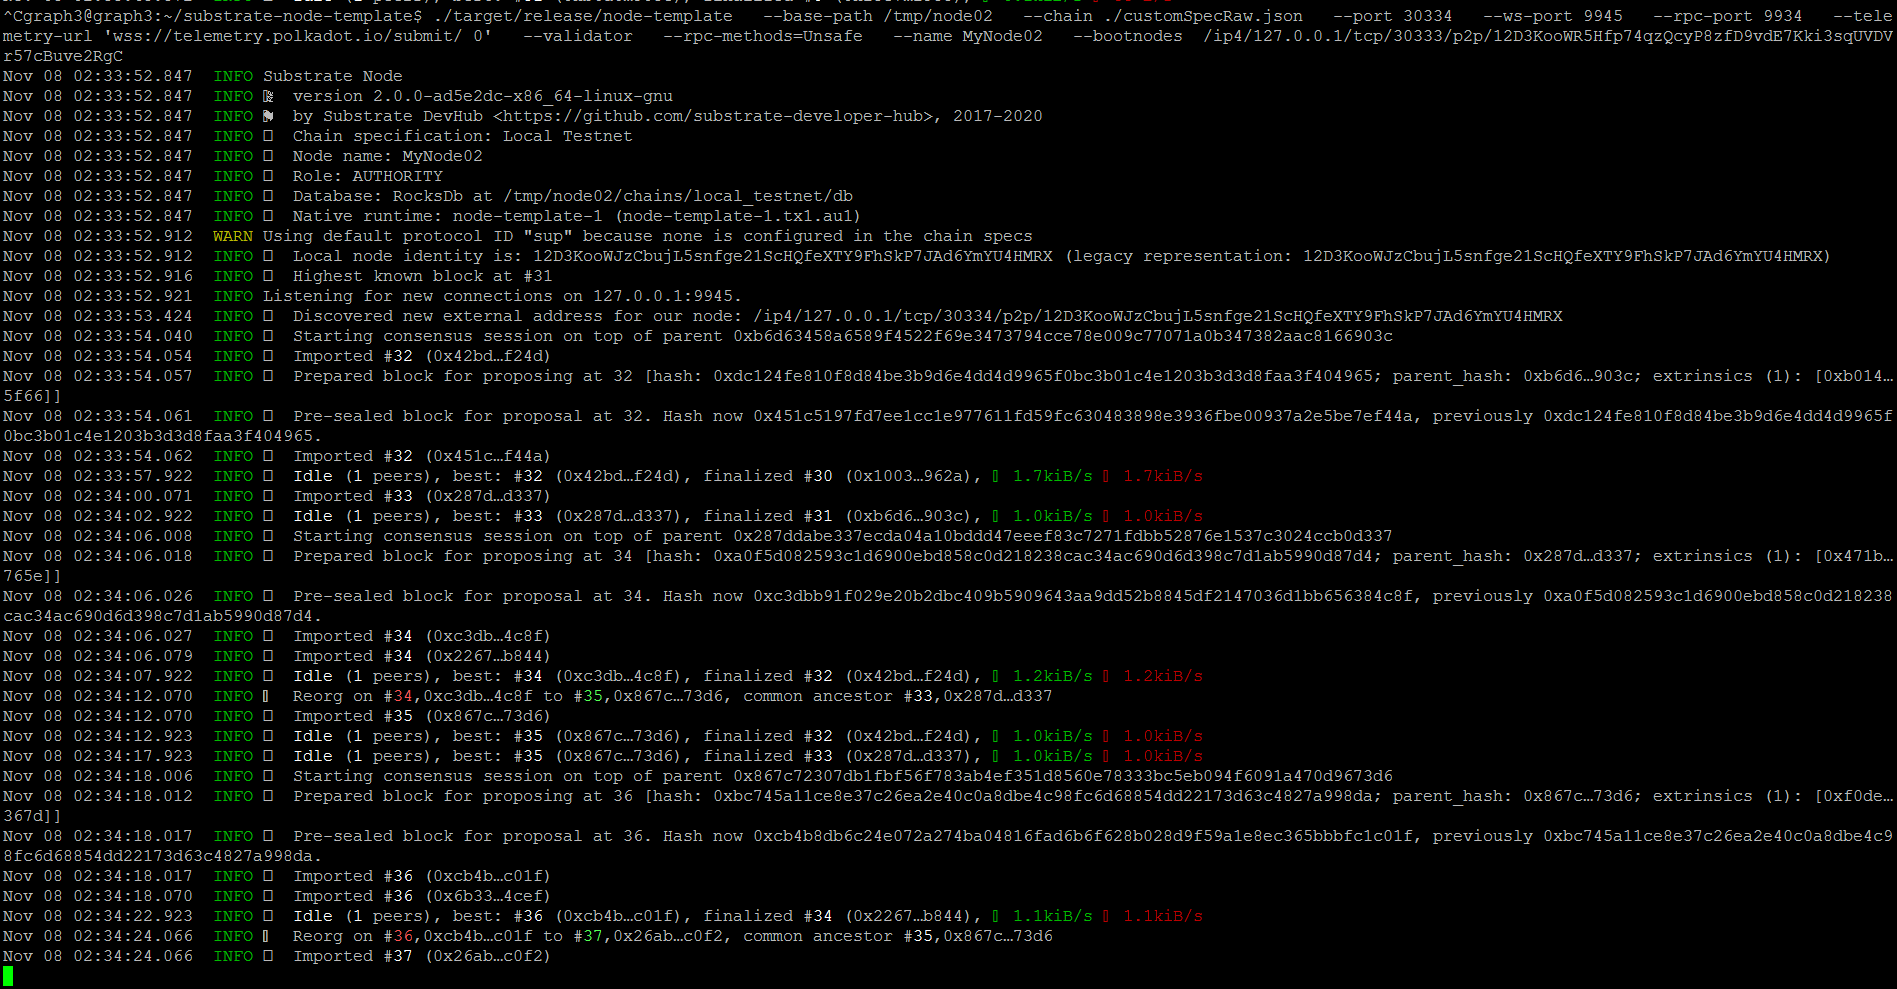 ^Cgraph3@graph3:~/substrate-node-template$ ./target/release/node-template   --base-path /tmp/node02   --chain ./customSpecRaw.json   --port 30334   --ws-port 9945   --rpc-port 9934   --tele
metry-url 'wss://telemetry.polkadot.io/submit/ 0'   --validator   --rpc-methods=Unsafe   --name MyNode02   --bootnodes  /ip4/127.0.0.1/tcp/30333/p2p/12D3KooWR5Hfp74qzQcyP8zfD9vdE7Kki3sqUVDV
r57cBuve2RgC
Nov 08 02:33:52.847  INFO Substrate Node
Nov 08 02:33:52.847  INFO   version 2.0.0-ad5e2dc-x86_64-linux-gnu
Nov 08 02:33:52.847  INFO   by Substrate DevHub <https://github.com/substrate-developer-hub>, 2017-2020
Nov 08 02:33:52.847  INFO   Chain specification: Local Testnet
Nov 08 02:33:52.847  INFO   Node name: MyNode02
Nov 08 02:33:52.847  INFO   Role: AUTHORITY
Nov 08 02:33:52.847  INFO   Database: RocksDb at /tmp/node02/chains/local_testnet/db
Nov 08 02:33:52.847  INFO   Native runtime: node-template-1 (node-template-1.tx1.au1)
Nov 08 02:33:52.912  WARN Using default protocol ID "sup" because none is configured in the chain specs
Nov 08 02:33:52.912  INFO   Local node identity is: 12D3KooWJzCbujL5snfge21ScHQfeXTY9FhSkP7JAd6YmYU4HMRX (legacy representation: 12D3KooWJzCbujL5snfge21ScHQfeXTY9FhSkP7JAd6YmYU4HMRX)
Nov 08 02:33:52.916  INFO   Highest known block at #31
Nov 08 02:33:52.921  INFO Listening for new connections on 127.0.0.1:9945.
Nov 08 02:33:53.424  INFO   Discovered new external address for our node: /ip4/127.0.0.1/tcp/30334/p2p/12D3KooWJzCbujL5snfge21ScHQfeXTY9FhSkP7JAd6YmYU4HMRX
Nov 08 02:33:54.040  INFO   Starting consensus session on top of parent 0xb6d63458a6589f4522f69e3473794cce78e009c77071a0b347382aac8166903c
Nov 08 02:33:54.054  INFO   Imported #32 (0x42bd…f24d)
Nov 08 02:33:54.057  INFO   Prepared block for proposing at 32 [hash: 0xdc124fe810f8d84be3b9d6e4dd4d9965f0bc3b01c4e1203b3d3d8faa3f404965; parent_hash: 0xb6d6…903c; extrinsics (1): [0xb014…
5f66]]
Nov 08 02:33:54.061  INFO   Pre-sealed block for proposal at 32. Hash now 0x451c5197fd7ee1cc1e977611fd59fc630483898e3936fbe00937a2e5be7ef44a, previously 0xdc124fe810f8d84be3b9d6e4dd4d9965f
0bc3b01c4e1203b3d3d8faa3f404965.
Nov 08 02:33:54.062  INFO   Imported #32 (0x451c…f44a)
Nov 08 02:33:57.922  INFO   Idle (1 peers), best: #32 (0x42bd…f24d), finalized #30 (0x1003…962a),  1.7kiB/s  1.7kiB/s
Nov 08 02:34:00.071  INFO   Imported #33 (0x287d…d337)
Nov 08 02:34:02.922  INFO   Idle (1 peers), best: #33 (0x287d…d337), finalized #31 (0xb6d6…903c),  1.0kiB/s  1.0kiB/s
Nov 08 02:34:06.008  INFO   Starting consensus session on top of parent 0x287ddabe337ecda04a10bddd47eeef83c7271fdbb52876e1537c3024ccb0d337
Nov 08 02:34:06.018  INFO   Prepared block for proposing at 34 [hash: 0xa0f5d082593c1d6900ebd858c0d218238cac34ac690d6d398c7d1ab5990d87d4; parent_hash: 0x287d…d337; extrinsics (1): [0x471b…
765e]]
Nov 08 02:34:06.026  INFO   Pre-sealed block for proposal at 34. Hash now 0xc3dbb91f029e20b2dbc409b5909643aa9dd52b8845df2147036d1bb656384c8f, previously 0xa0f5d082593c1d6900ebd858c0d218238
cac34ac690d6d398c7d1ab5990d87d4.
Nov 08 02:34:06.027  INFO   Imported #34 (0xc3db…4c8f)
Nov 08 02:34:06.079  INFO   Imported #34 (0x2267…b844)
Nov 08 02:34:07.922  INFO   Idle (1 peers), best: #34 (0xc3db…4c8f), finalized #32 (0x42bd…f24d),  1.2kiB/s  1.2kiB/s
Nov 08 02:34:12.070  INFO   Reorg on #34,0xc3db…4c8f to #35,0x867c…73d6, common ancestor #33,0x287d…d337
Nov 08 02:34:12.070  INFO   Imported #35 (0x867c…73d6)
Nov 08 02:34:12.923  INFO   Idle (1 peers), best: #35 (0x867c…73d6), finalized #32 (0x42bd…f24d),  1.0kiB/s  1.0kiB/s
Nov 08 02:34:17.923  INFO   Idle (1 peers), best: #35 (0x867c…73d6), finalized #33 (0x287d…d337),  1.0kiB/s  1.0kiB/s
Nov 08 02:34:18.006  INFO   Starting consensus session on top of parent 0x867c72307db1fbf56f783ab4ef351d8560e78333bc5eb094f6091a470d9673d6
Nov 08 02:34:18.012  INFO   Prepared block for proposing at 36 [hash: 0xbc745a11ce8e37c26ea2e40c0a8dbe4c98fc6d68854dd22173d63c4827a998da; parent_hash: 0x867c…73d6; extrinsics (1): [0xf0de…
367d]]
Nov 08 02:34:18.017  INFO   Pre-sealed block for proposal at 36. Hash now 0xcb4b8db6c24e072a274ba04816fad6b6f628b028d9f59a1e8ec365bbbfc1c01f, previously 0xbc745a11ce8e37c26ea2e40c0a8dbe4c9
8fc6d68854dd22173d63c4827a998da.
Nov 08 02:34:18.017  INFO   Imported #36 (0xcb4b…c01f)
Nov 08 02:34:18.070  INFO   Imported #36 (0x6b33…4cef)
Nov 08 02:34:22.923  INFO   Idle (1 peers), best: #36 (0xcb4b…c01f), finalized #34 (0x2267…b844),  1.1kiB/s  1.1kiB/s
Nov 08 02:34:24.066  INFO   Reorg on #36,0xcb4b…c01f to #37,0x26ab…c0f2, common ancestor #35,0x867c…73d6
Nov 08 02:34:24.066  INFO   Imported #37 (0x26ab…c0f2)